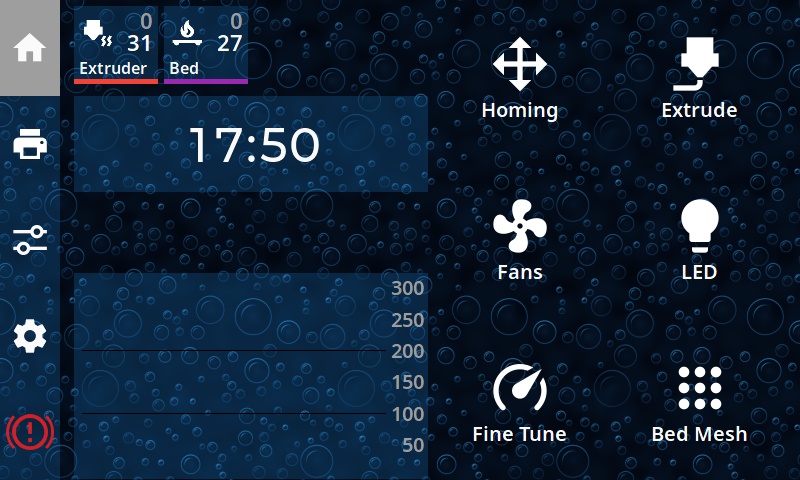 0
31
Extruder
0
27
Bed
17:50
300
250
200
150
100
50
Homing
Extrude
Fans
LED
Fine Tune
Bed Mesh